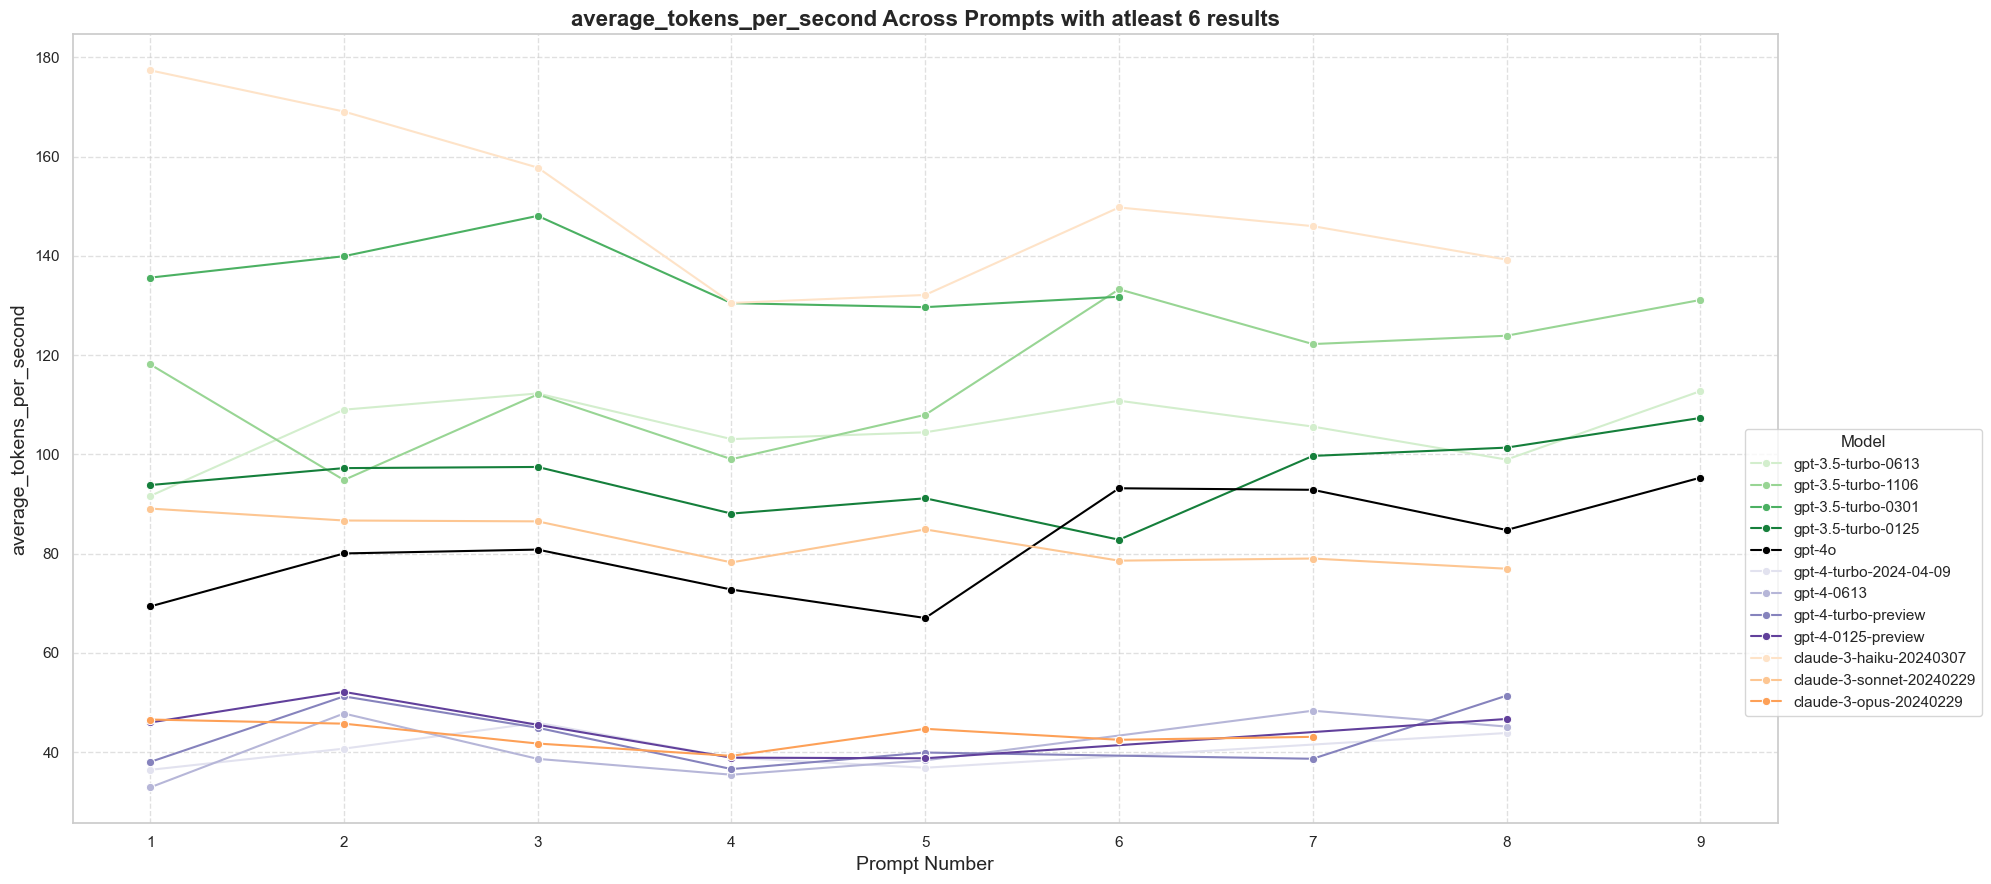 average_tokens_per_second Across Prompts with atleast 6 results
average_tokens_per_second
180
160
140
120
100
80
60
40
1 2 3 4 5 6 7 8 9
Prompt Number
Model
gpt-3.5-turbo-0613
gpt-3.5-turbo-1106
gpt-3.5-turbo-0301
gpt-3.5-turbo-0125
gpt-4o
gpt-4-turbo-2024-04-09
gpt-4-0613
gpt-4-turbo-preview
gpt-4-0125-preview
claude-3-haiku-20240307
claude-3-sonnet-20240229
claude-3-opus-20240229